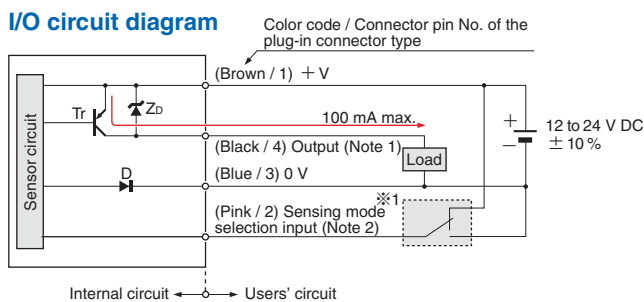 I/O circuit diagram
Color code / Connector pin No. of the
plug-in connector type
(Brown / 1) + V
Tr
ZD
100 mA max.
+
12 to 24 V DC
−
± 10 %
(Black / 4) Output (Note 1)
Load
Sensor circuit
D
(Blue / 3) 0 V
※1
(Pink / 2) Sensing mode
selection input (Note 2)
Internal circuit
Users' circuit